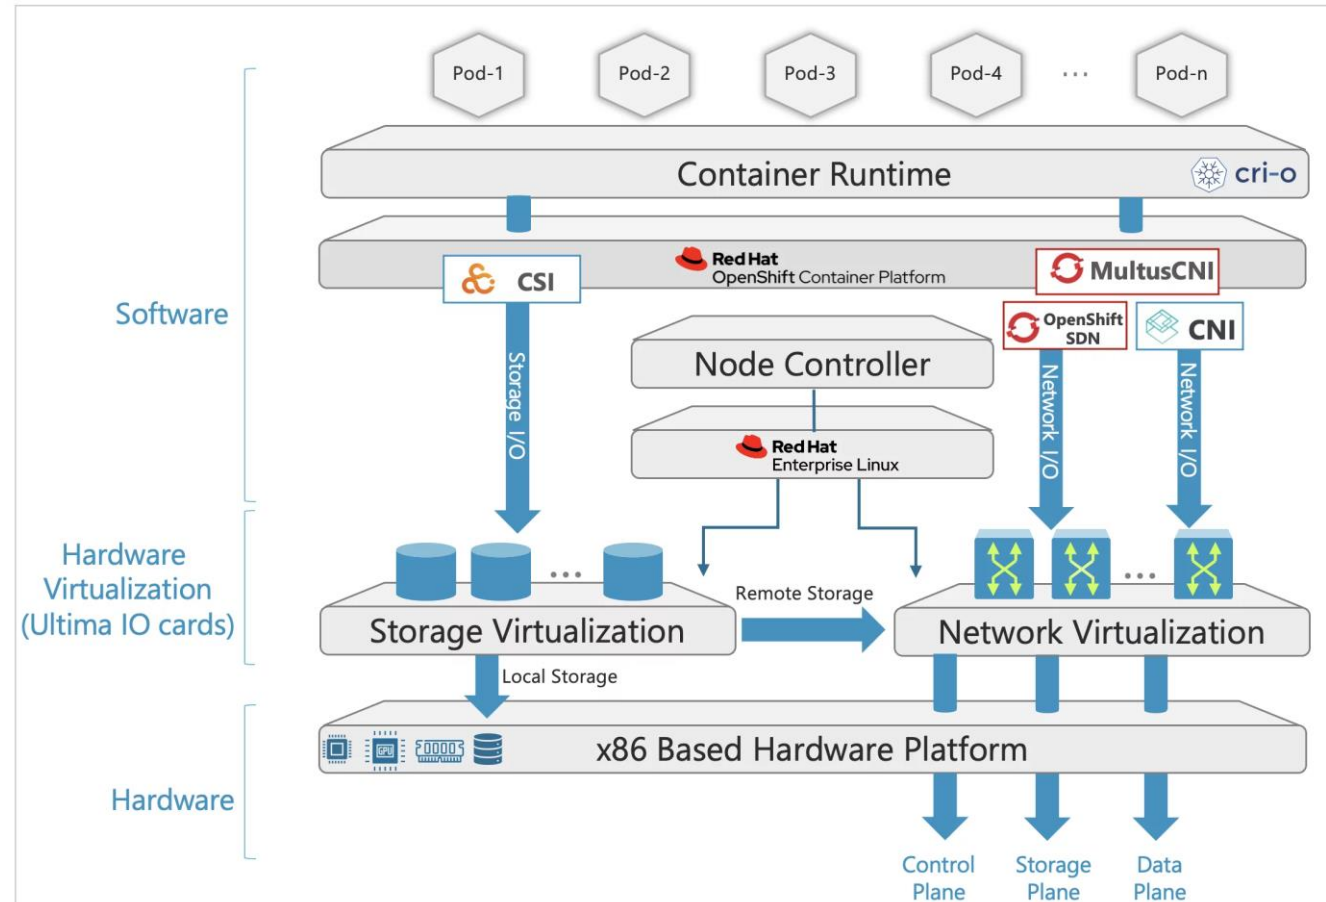 Pod-1
Pod-2
Pod-3
Pod-4
...
Pod-n
Container Runtime
cri-o
Red Hat
OpenShift Container Platform
CSI
MultusCNI
OpenShift
SDN
CNI
Software
Node Controller
Storage I/O
Network I/O
Network I/O
Red Hat
Enterprise Linux
Hardware
Virtualization
(Ultima IO cards)
...
...
Remote Storage
Storage Virtualization
Network Virtualization
Local Storage
GPU
x86 Based Hardware Platform
Hardware
Control
Plane
Storage
Plane
Data
Plane